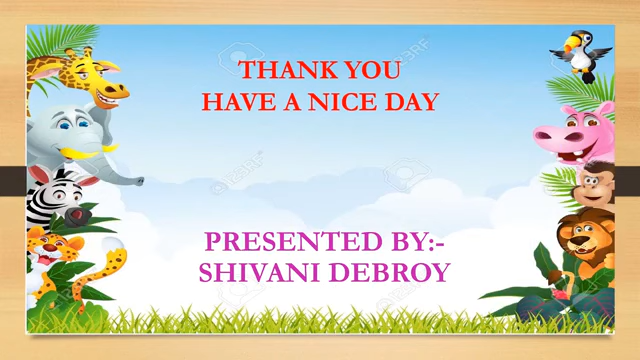 THANK YOU
HAVE A NICE DAY
PRESENTED BY:-
SHIVANI DEBROY